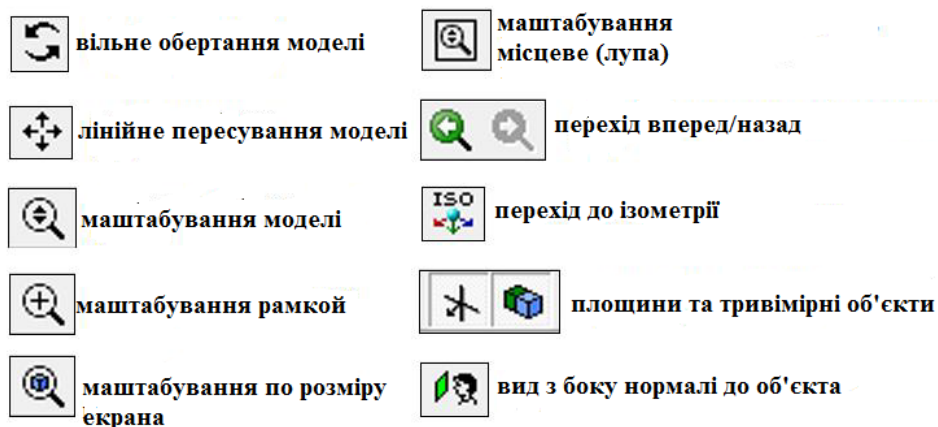 вільне обертання моделі
лінійне пересування моделі
маштабування моделі
маштабування рамкой
маштабування по розміру
екрана
маштабування
місцеве (лупа)
перехід вперед/назад
ISO
перехід до ізометрії
площини та тривімірні об'єкти
вид з боку нормалі до об'єкта